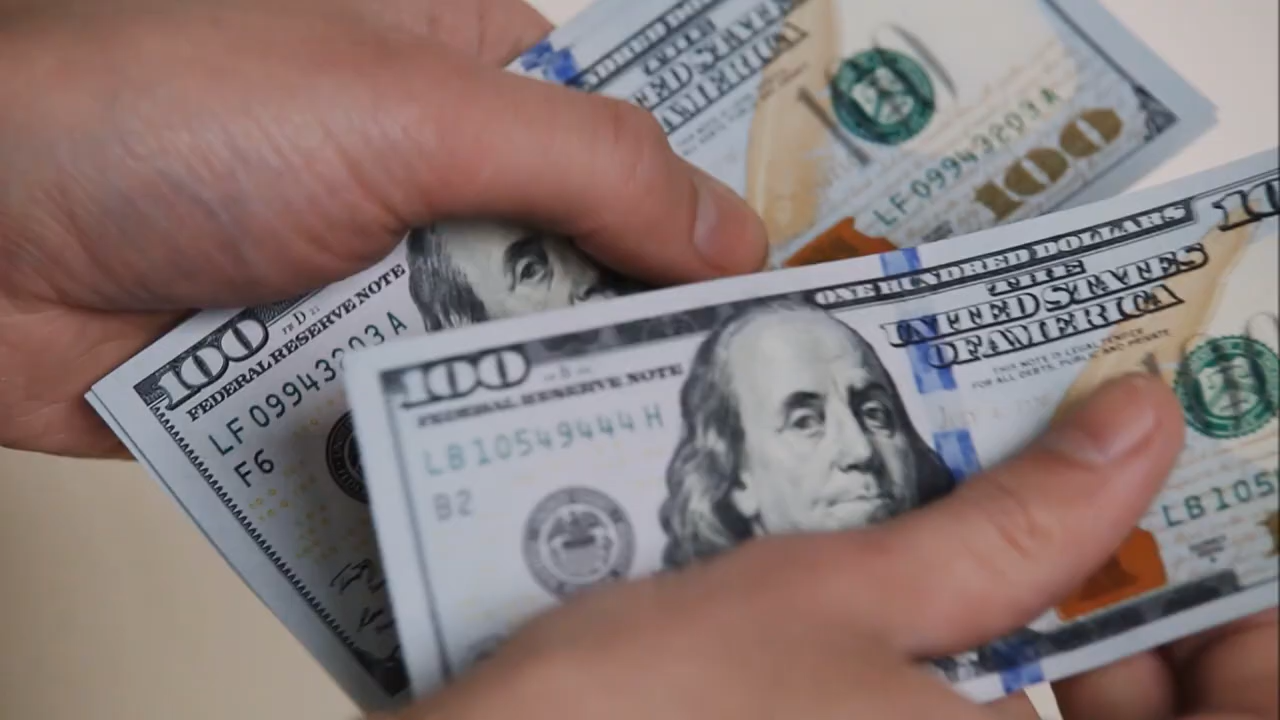 UNITED STATES
OF AMERICA
LF09943203A
100
100
FEDERAL RESERVE NOTE
LF09943203A
F6
ONE HUNDRED DOLLARS
THE
UNITED STATES
OF AMERICA
THIS NOTE IS LEGAL TENDER
FOR ALL DEBTS, PUBLIC AND PRIVATE
100
FEDERAL RESERVE NOTE
LB10549444H
B2
LB105